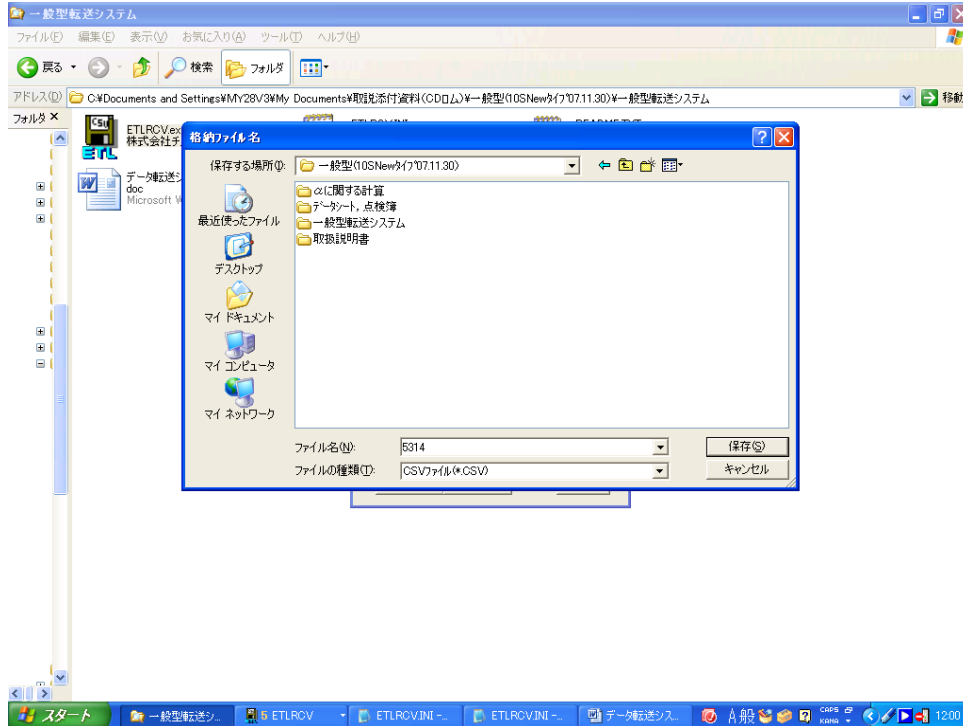 一般型転送システム
ファイル(F) 編集(E) 表示(V) お気に入り(A) ツール(T) ヘルプ(H)
戻る 検索 フォルダ
アドレス(D) C:¥Documents and Settings¥MY28V3¥My Documents¥取説添付資料(CDロム)¥一般型(10SNewタイプ'07.11.30)¥一般型転送システム 移動
フォルダ ×
Csv
ETL
ETLRCV.ex
株式会社チ
ETLRCV.INI
README.TXT
データ転送シ
doc
Microsoft W
格納ファイル名
保存する場所(I): 一般型(10SNewタイプ'07.11.30)
αに関する計算
データシート,点検簿
一般型転送システム
取扱説明書
最近使ったファイル
デスクトップ
マイ ドキュメント
マイ コンピュータ
マイ ネットワーク
ファイル名(N): 5314 保存(S)
ファイルの種類(T): CSVファイル(*.CSV) キャンセル
スタート 一般型転送シ... 5 ETLRCV ETLRCV.INI -... ETLRCV.INI -... データ転送シス... A 般 CAPS KANA 12:00